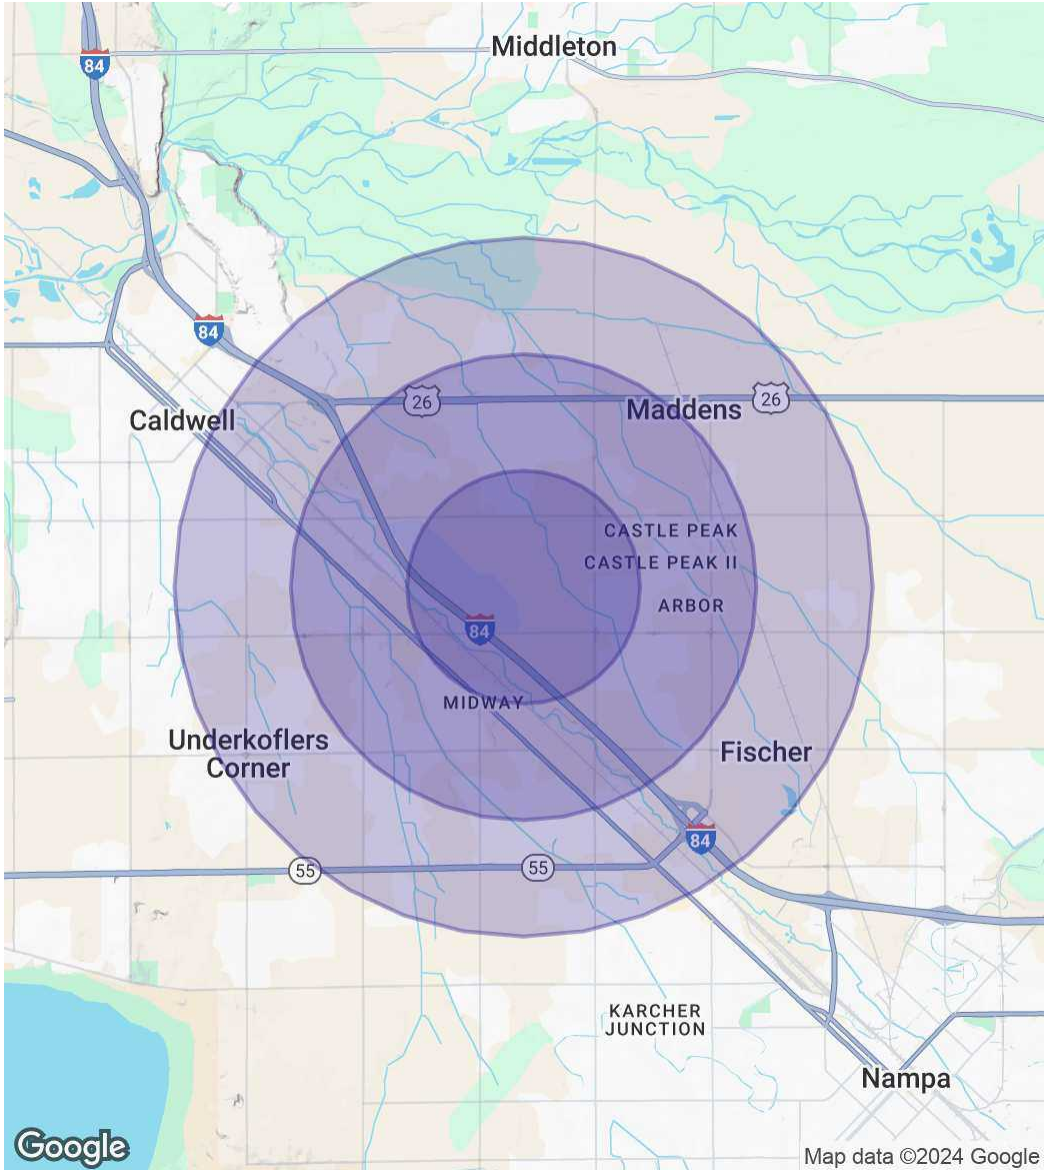 Middleton
84
84
26
26
Maddens
Caldwell
CASTLE PEAK
CASTLE PEAK II
ARBOR
84
MIDWAY
Underkoflers
Corner
Fischer
84
55
55
KARCHER
JUNCTION
Nampa
Google
Map data ©2024 Google